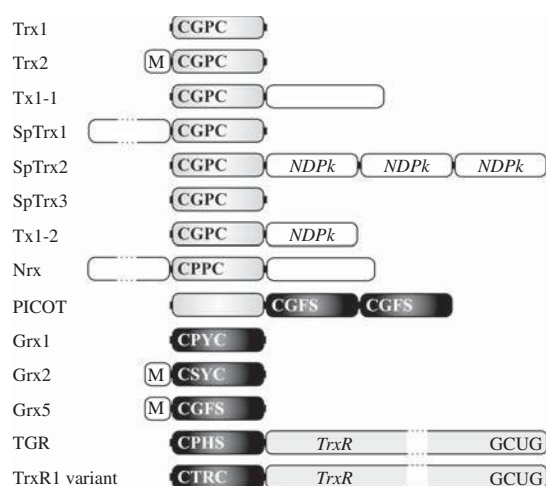 Trx1 CGPC
Trx2 M CGPC
Tx1-1 CGPC
SpTrx1 CGPC
SpTrx2 CGPC NDPk NDPk NDPk
SpTrx3 CGPC
Tx1-2 CGPC NDPk
Nrx CPPC
PICOT CGFS CGFS
Grx1 CPYC
Grx2 M CSYC
Grx5 M CGFS
TGR CPHS TrxR GCUG
TrxR1 variant CTRC TrxR GCUG